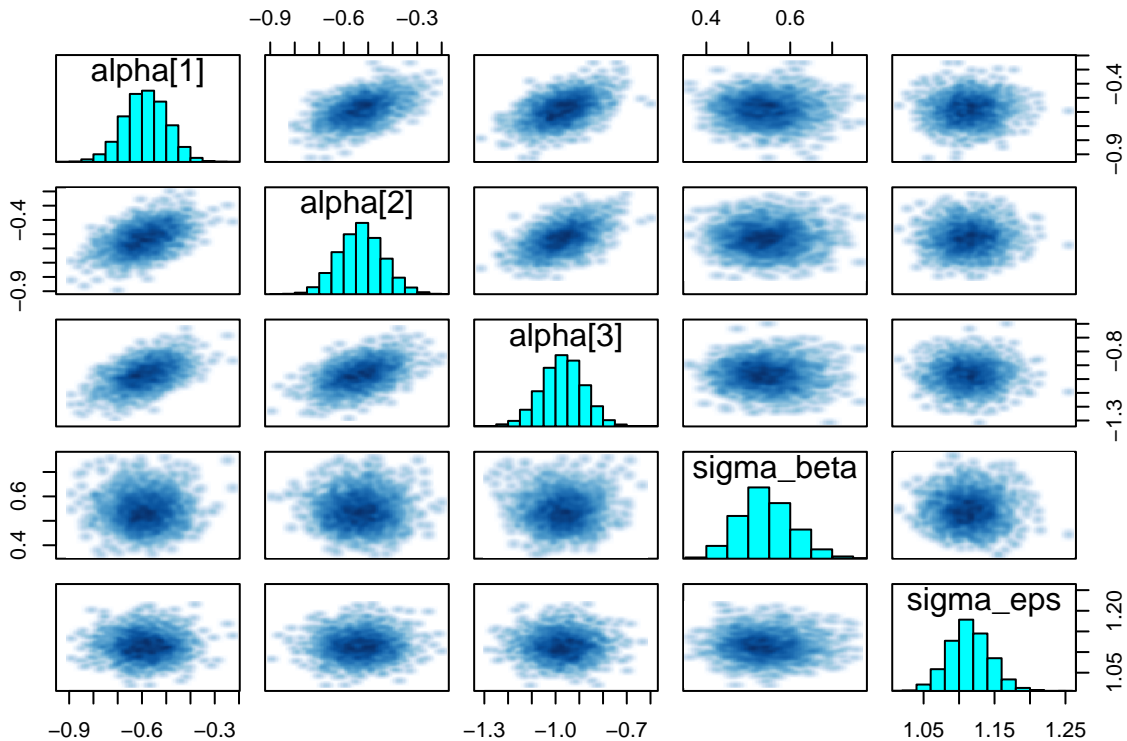 −0.9 −0.6 −0.3 0.4 0.6
alpha[1]
−0.9 −0.4
alpha[2]
−0.9 −0.4
alpha[3]
−1.3 −0.8
sigma_beta
0.4 0.6
sigma_eps
1.05 1.20
−0.9 −0.6 −0.3 −1.3 −1.0 −0.7 1.05 1.15 1.25